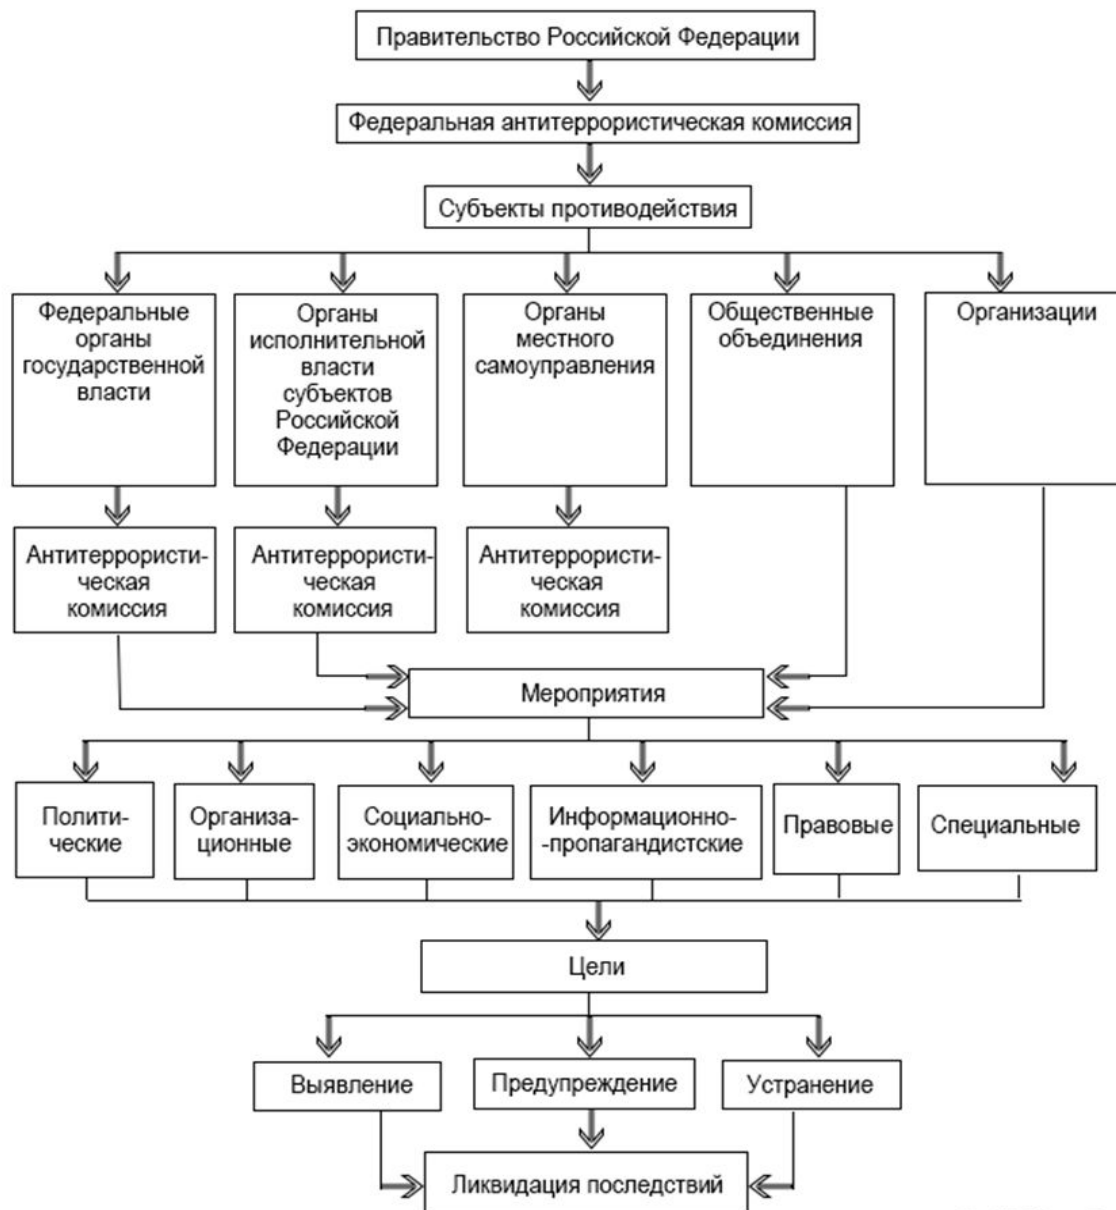 Правительство Российской Федерации
Федеральная антитеррористическая комиссия
Субъекты противодействия
Федеральные
органы
государственной
власти
Органы
исполнительной
власти
субъектов
Российской
Федерации
Органы
местного
самоуправления
Общественные
объединения
Организации
Антитеррористи-
ческая
комиссия
Антитеррористи-
ческая
комиссия
Антитеррористи-
ческая
комиссия
Мероприятия
Полити-
ческие
Организа-
ционные
Социально-
экономические
Информационно-
-пропагандистские
Правовые
Специальные
Цели
Выявление
Предупреждение
Устранение
Ликвидация последствий